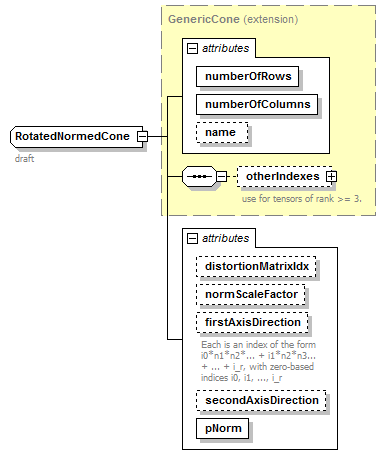 GenericCone (extension)
attributes
numberOfRows
numberOfColumns
name
RotatedNormedCone
draft
otherIndexes
use for tensors of rank >= 3.
attributes
distortionMatrixIdx
normScaleFactor
firstAxisDirection
Each is an index of the form
i0*n1*n2*... + i1*n2*n3...
+ ... + i_r, with zero-based
indices i0, i1, ..., i_r
secondAxisDirection
pNorm